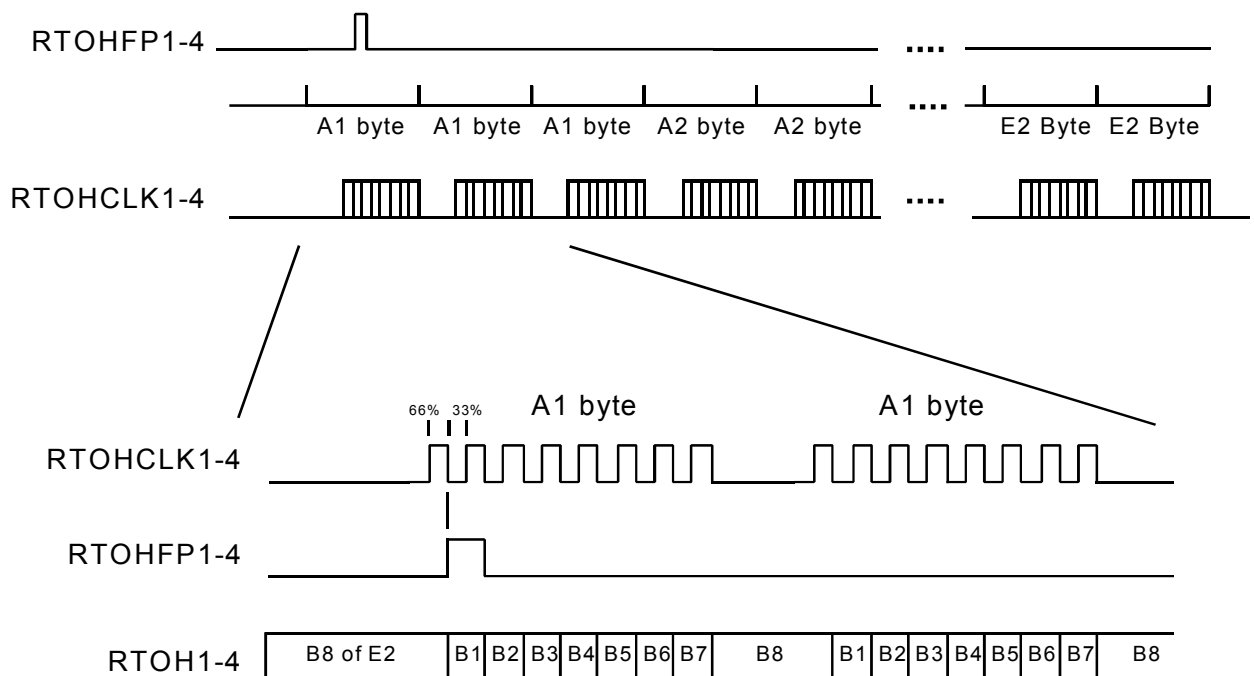 RTOHFP1-4
....
A1 byte A1 byte A1 byte A2 byte A2 byte .... E2 Byte E2 Byte
RTOHCLK1-4
....
66% 33% A1 byte A1 byte
RTOHCLK1-4
RTOHFP1-4
RTOH1-4 B8 of E2 B1 B2 B3 B4 B5 B6 B7 B8 B1 B2 B3 B4 B5 B6 B7 B8